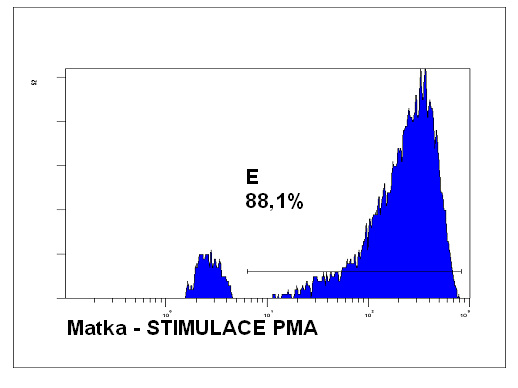 E
88,1%
Matka - STIMULACE PMA